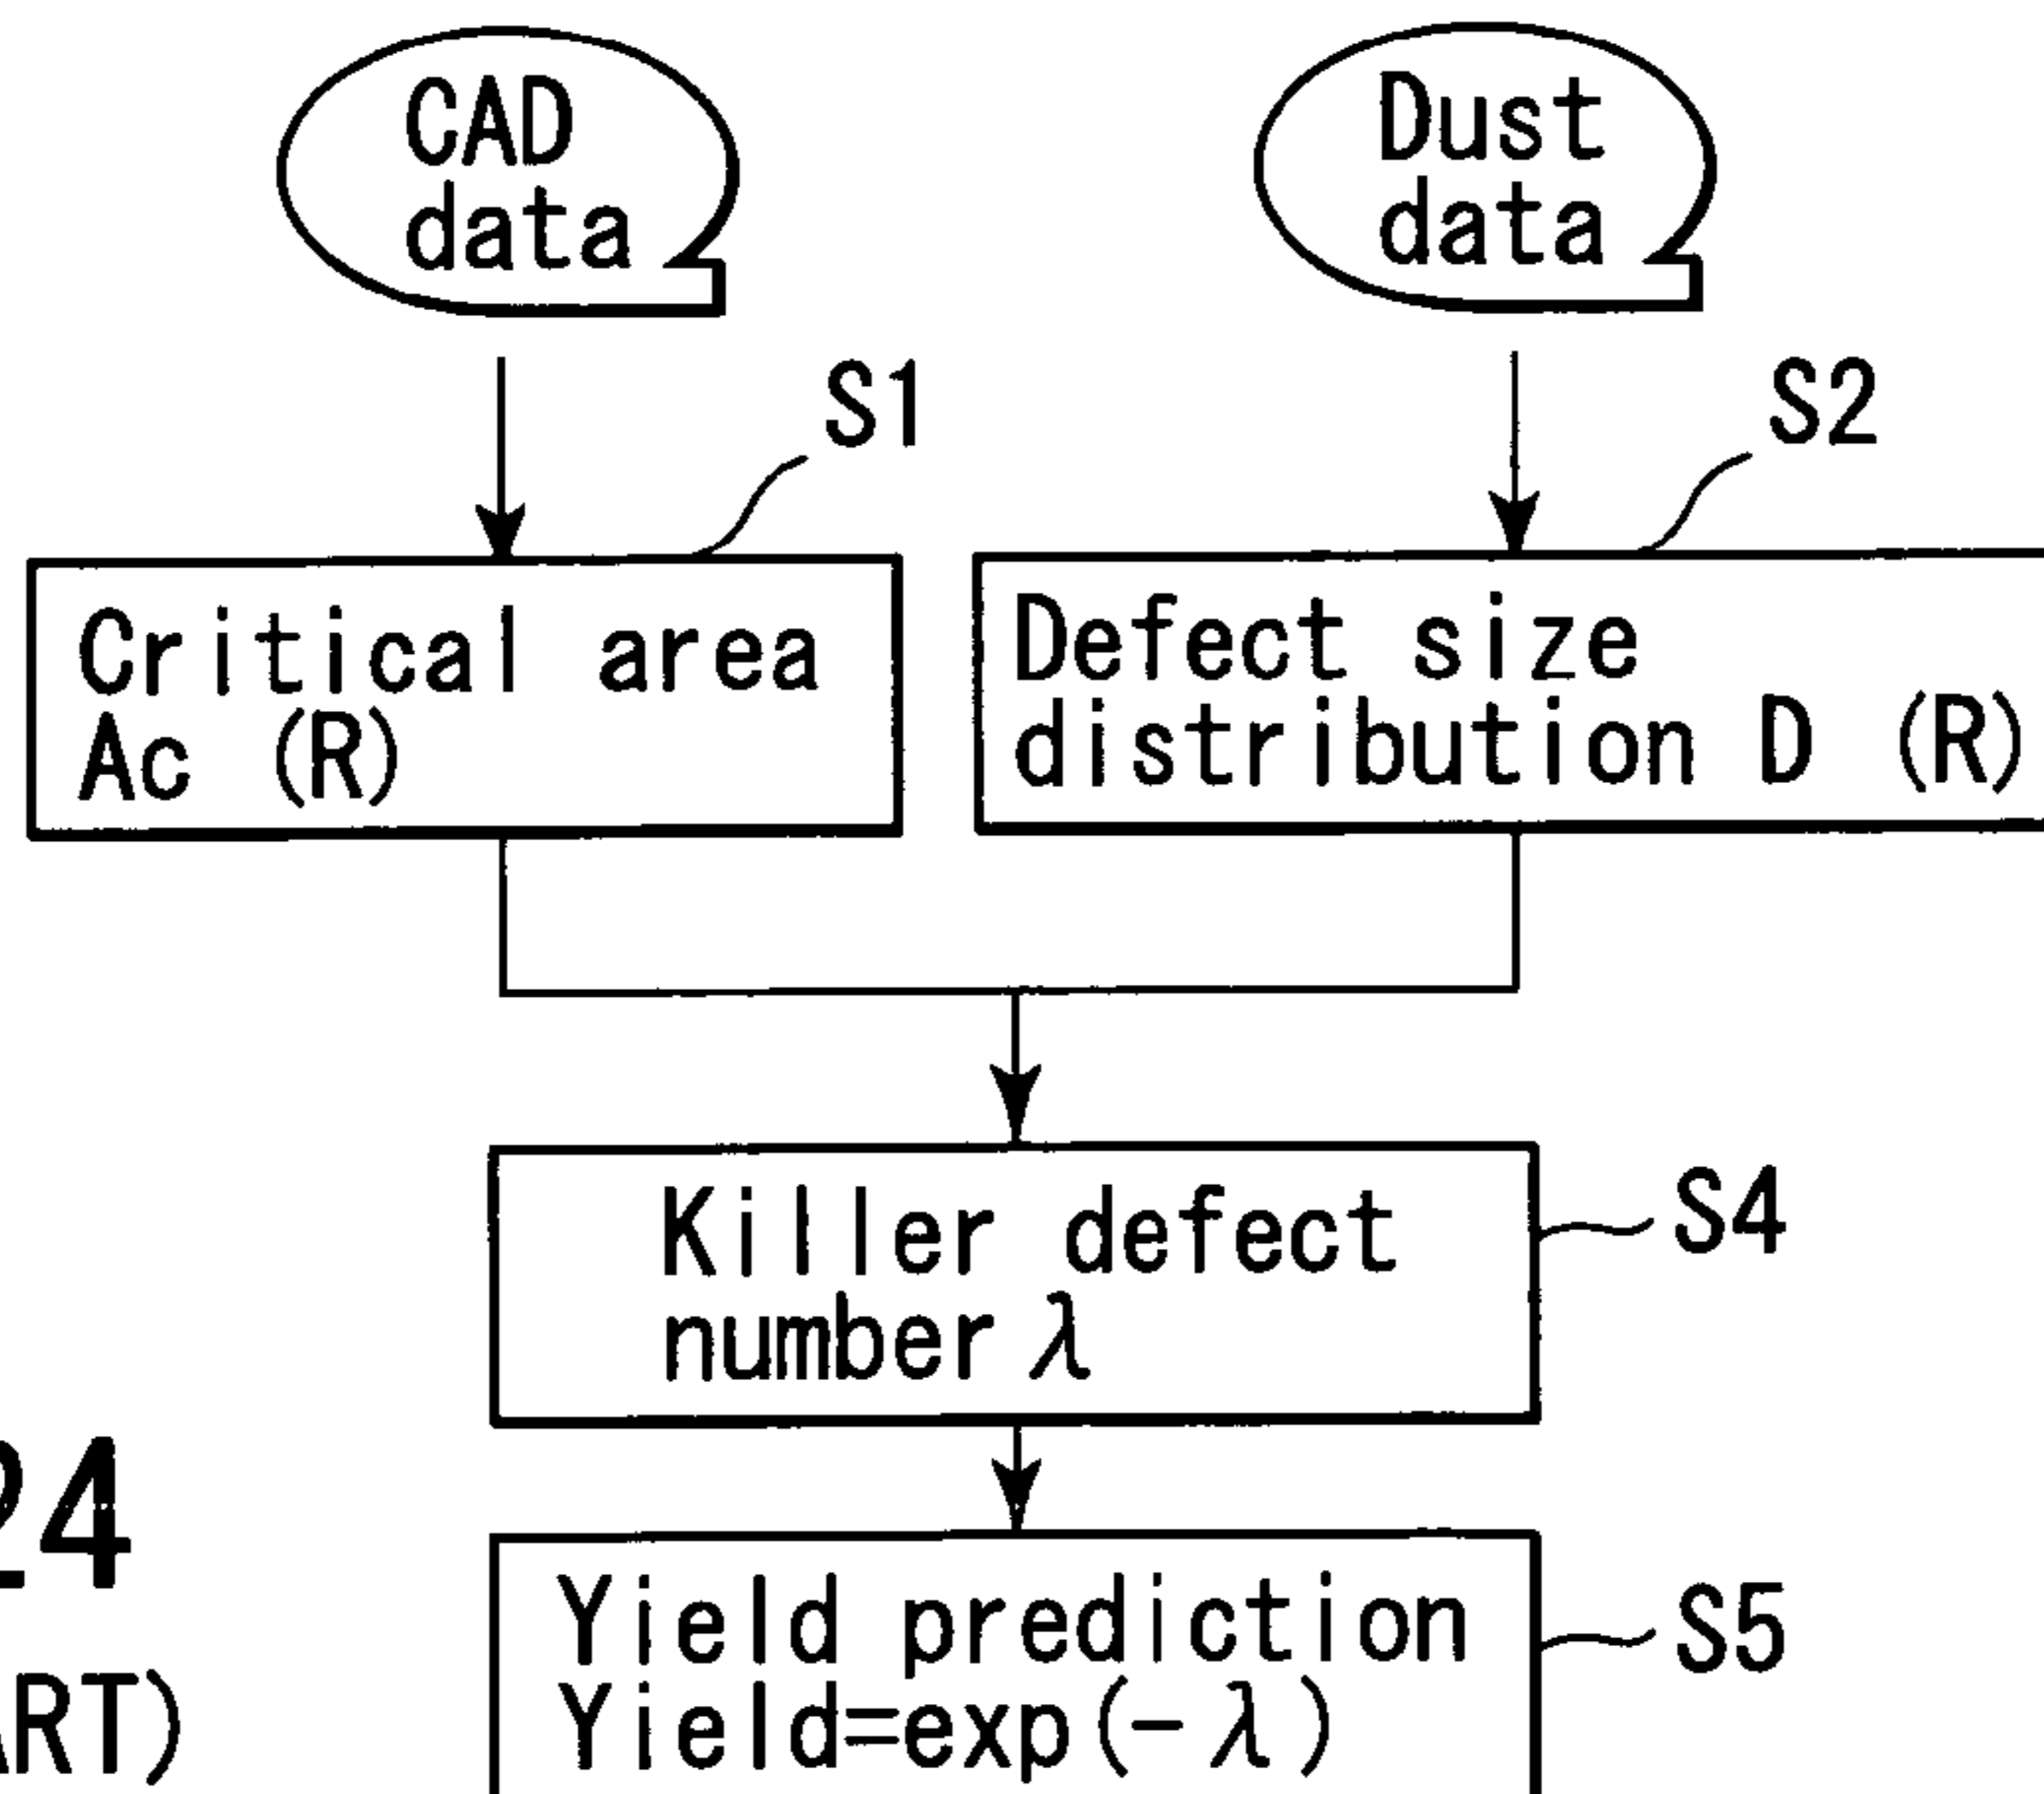 CAD
data
Dust
data
S1
S2
Critical area
Ac (R)
Defect size
distribution D (R)
Killer defect
number λ
S4
24
ART)
Yield prediction
Yield=exp(-λ)
S5